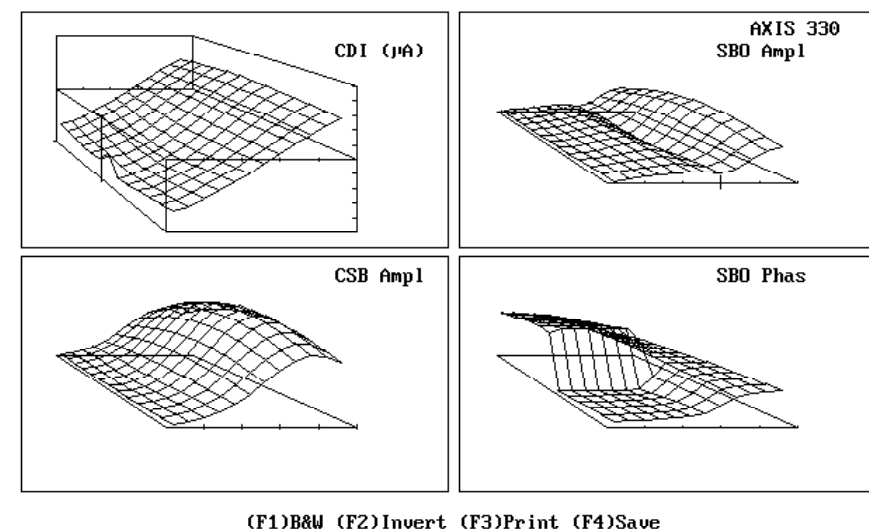 CDI (µA)
AXIS 330
SBO Ampl
CSB Ampl
SBO Phas
(F1)B&W (F2)Invert (F3)Print (F4)Save